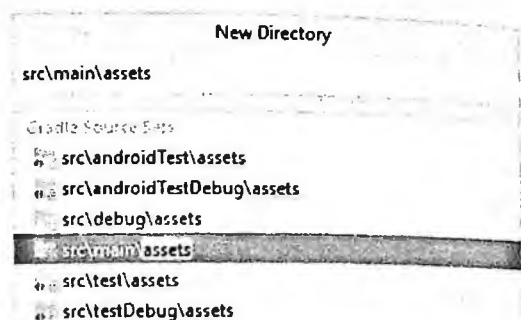 New Directory
src\main\assets
Gradle Source Sets
src\androidTest\assets
src\androidTestDebug\assets
src\debug\assets
src\main\assets
src\test\assets
src\testDebug\assets